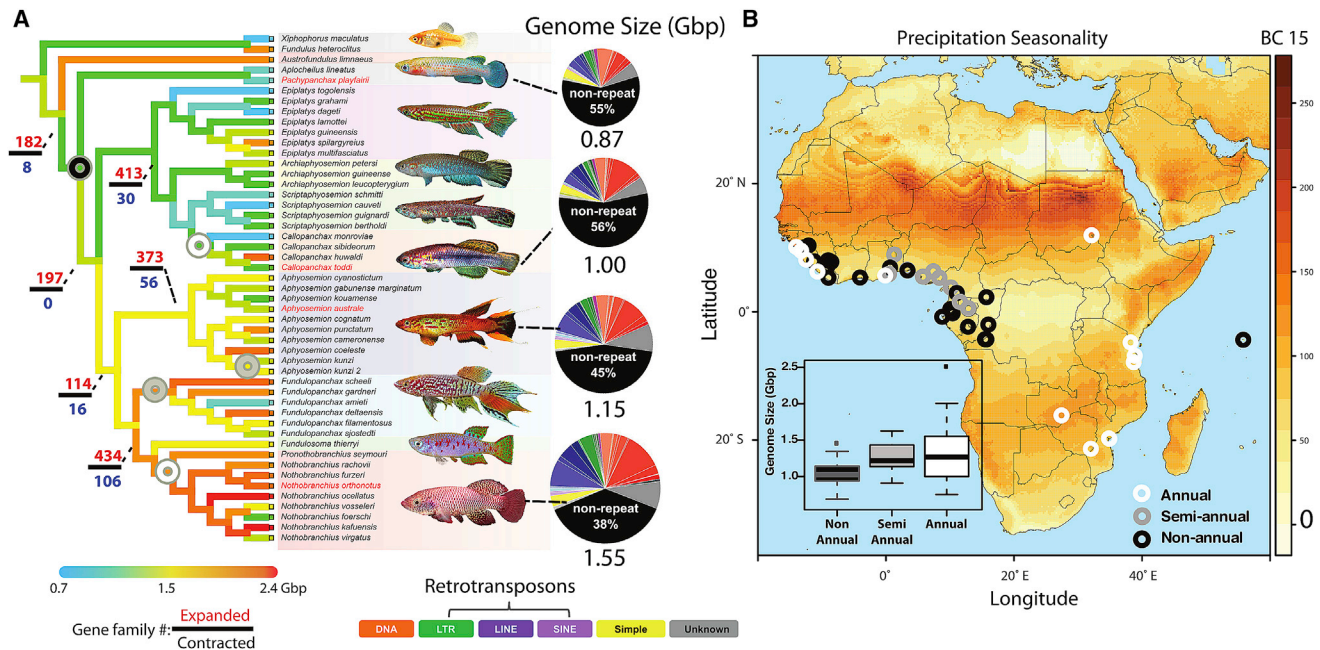 A
Genome Size (Gbp)
Xiphophorus maculatus
Fundulus heteroclitus
Austrofundulus limnaeus
Aplocheilus lineatus
Pachypanchax playfairii
Epiplatys togolensis
Epiplatys grahami
Epiplatys dageti
Epiplatys lamottei
Epiplatys guineensis
Epiplatys spilargyreius
Epiplatys multifasciatus
Archiaphyosemion petersi
Archiaphyosemion guineense
Archiaphyosemion leucopterygium
Scriptaphyosemion schmitti
Scriptaphyosemion cauveli
Scriptaphyosemion guignardi
Scriptaphyosemion bertholdi
Callopanchax monroviae
Callopanchax sibideorum
Callopanchax huwaldi
Callopanchax toddi
Aphyosemion cyanostictum
Aphyosemion gabunense marginatum
Aphyosemion kouamense
Aphyosemion australe
Aphyosemion cognatum
Aphyosemion punctatum
Aphyosemion cameronense
Aphyosemion coeleste
Aphyosemion kunzi
Aphyosemion kunzi 2
Fundulopanchax scheeli
Fundulopanchax gardneri
Fundulopanchax amieti
Fundulopanchax deltaensis
Fundulopanchax filamentosus
Fundulopanchax sjostedti
Fundulosoma thierryi
Pronothobranchius seymouri
Nothobranchius rachovii
Nothobranchius furzeri
Nothobranchius orthonotus
Nothobranchius ocellatus
Nothobranchius vosseleri
Nothobranchius foerschi
Nothobranchius kafuensis
Nothobranchius virgatus
182
8
413
30
197
0
373
56
114
16
434
106
non-repeat
55%
0.87
non-repeat
56%
1.00
non-repeat
45%
1.15
non-repeat
38%
1.55
0.7
1.5
2.4 Gbp
Gene family #:
Expanded
Contracted
Retrotransposons
DNA
LTR
LINE
SINE
Simple
Unknown
B
Precipitation Seasonality
BC 15
250
200
150
100
50
0
Latitude
20° N
0°
20° S
0°
20° E
40° E
Longitude
Genome Size (Gbp)
2.5
2.0
1.5
1.0
Non
Annual
Semi
Annual
Annual
Annual
Semi-annual
Non-annual